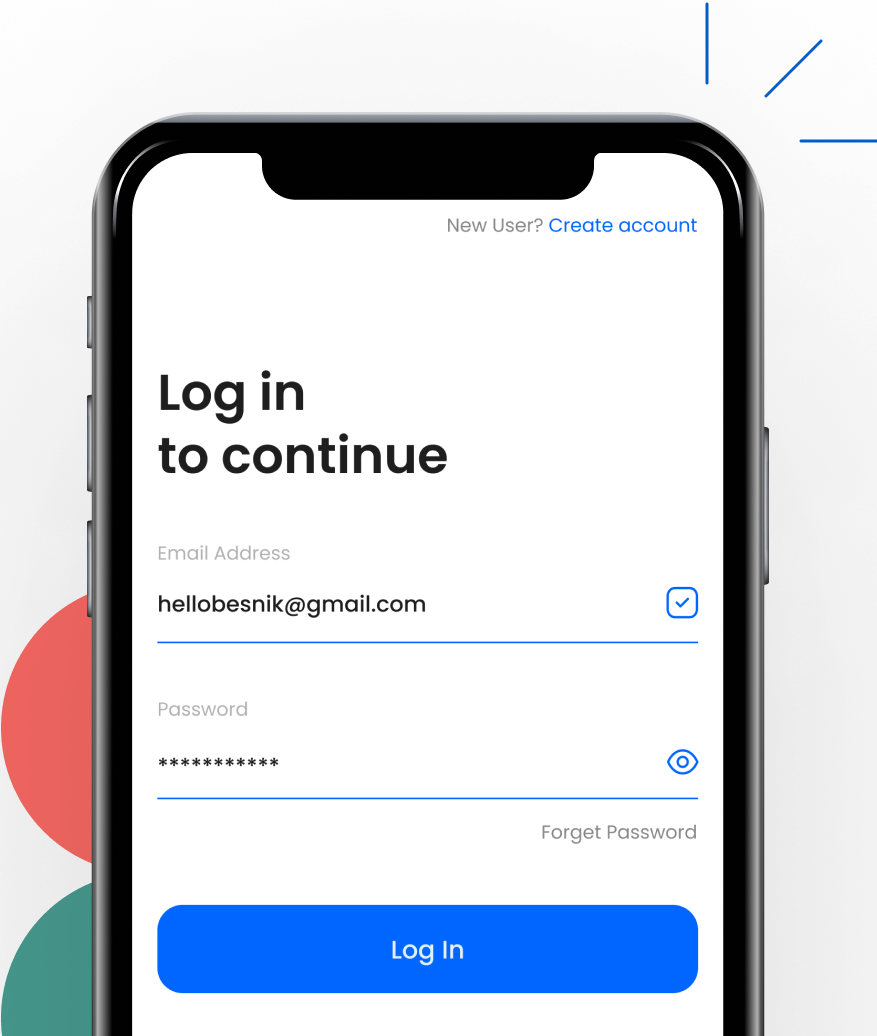 New User? Create account
Log in
to continue
Email Address
hellobesnik@gmail.com
Password
***********
Forget Password
Log In